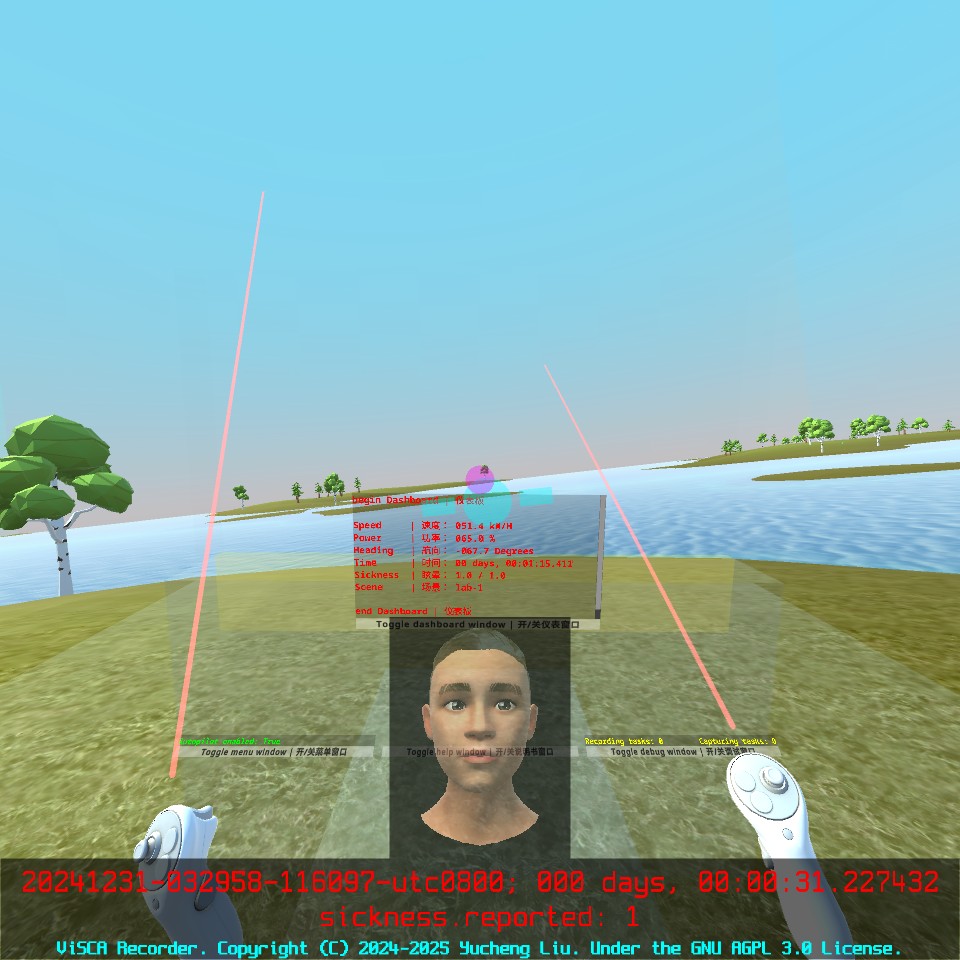 begin Dashboard | 仪表板
Speed | 速度: 051.4 kM/H
Power | 功率: 065.0 %
Heading | 航向: -067.7 Degrees
Time | 时间: 00 days, 00:01:15.411
Sickness | 眩晕: 1.0 / 1.0
Scene | 场景: Tab-1
end Dashboard | 仪表板
Toggle dashboard window | 开/关仪表窗口
autopilot enabled: True
Recording tasks: 0 Capturing tasks: 0
Toggle menu window | 开/关菜单窗口
Toggle help window | 开/关说明书窗口
Toggle debug window | 开/关调试窗口
20241231-032958-116097-utc0800; 000 days, 00:00:31.227432
sickness.reported: 1
ViSCA Recorder. Copyright (C) 2024-2025 Yucheng Liu. Under the GNU AGPL 3.0 License.